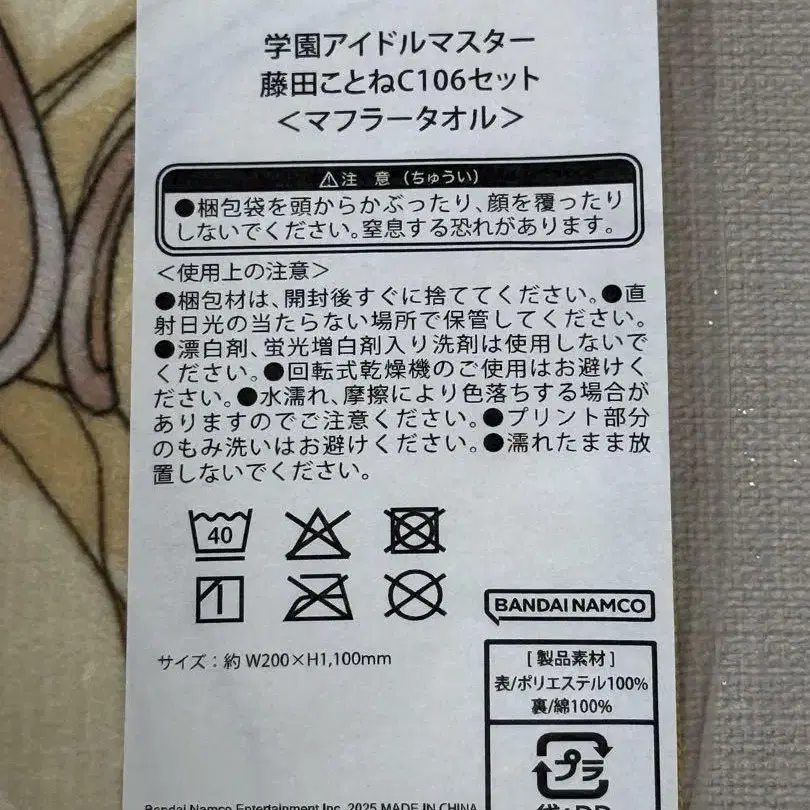 学園アイドルマスター
藤田ことねC106セット
＜マフラータオル＞
⚠注 意（ちゅうい）
●梱包袋を頭からかぶったり、顔を覆ったり
しないでください。窒息する恐れがあります。
＜使用上の注意＞
●梱包材は、開封後すぐに捨ててください。●直
射日光の当たらない場所で保管してください。
●漂白剤、蛍光増白剤入り洗剤は使用しないで
ください。●回転式乾燥機のご使用はお避けく
ださい。●水濡れ、摩擦により色落ちする場合が
ありますのでご注意ください。●プリント部分
のもみ洗いはお避けください。●濡れたまま放
置しないでください。
40
BANDAI NAMCO
サイズ：約 W200×H1,100mm
［製品素材］
表/ポリエステル100%
裏/綿100%
プラ
Bandai Namco Entertainment Inc. 2025 MADE IN CHINA